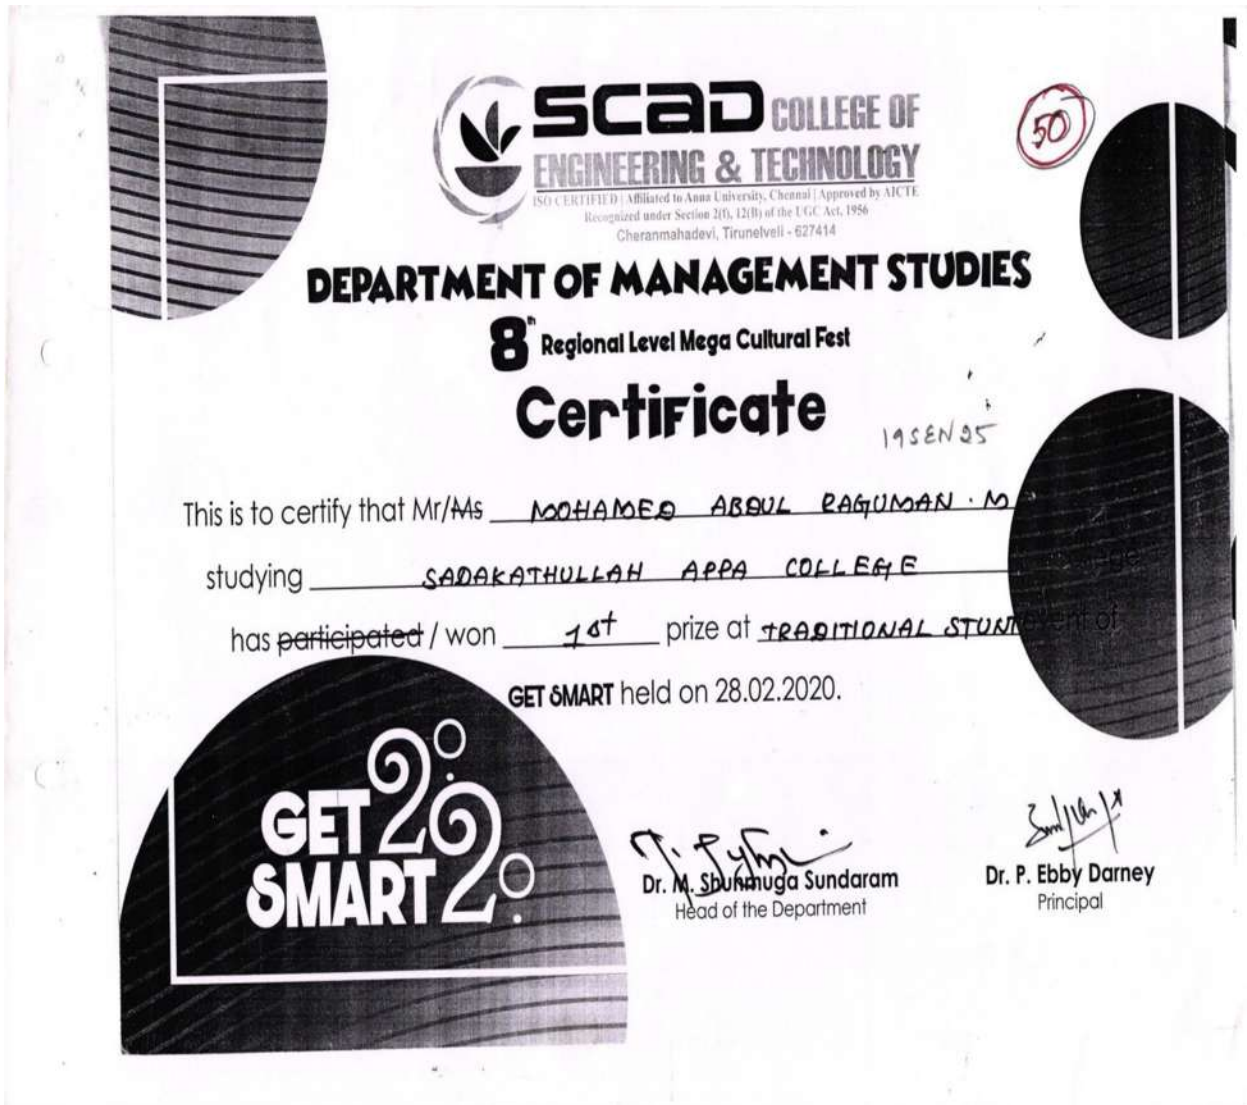 SCAD COLLEGE OF
ENGINEERING & TECHNOLOGY
ISO CERTIFIED | Affiliated to Anna University, Chennai | Approved by AICTE
Recognized under Section 2(f), 12(B) of the UGC Act, 1956
Cheranmahadevi, Tirunelveli - 627414
50
DEPARTMENT OF MANAGEMENT STUDIES
8th Regional Level Mega Cultural Fest
Certificate
19SEN25
This is to certify that Mr/Ms MOHAMED ABDUL RAGUMAN . M
studying SADAKATHULLAH APPA COLLEGE
has participated / won 1st prize at TRADITIONAL STUNT event of
GET SMART held on 28.02.2020.
GET SMART 2020
Dr. M. Shunmuga Sundaram
Head of the Department
Dr. P. Ebby Darney
Principal